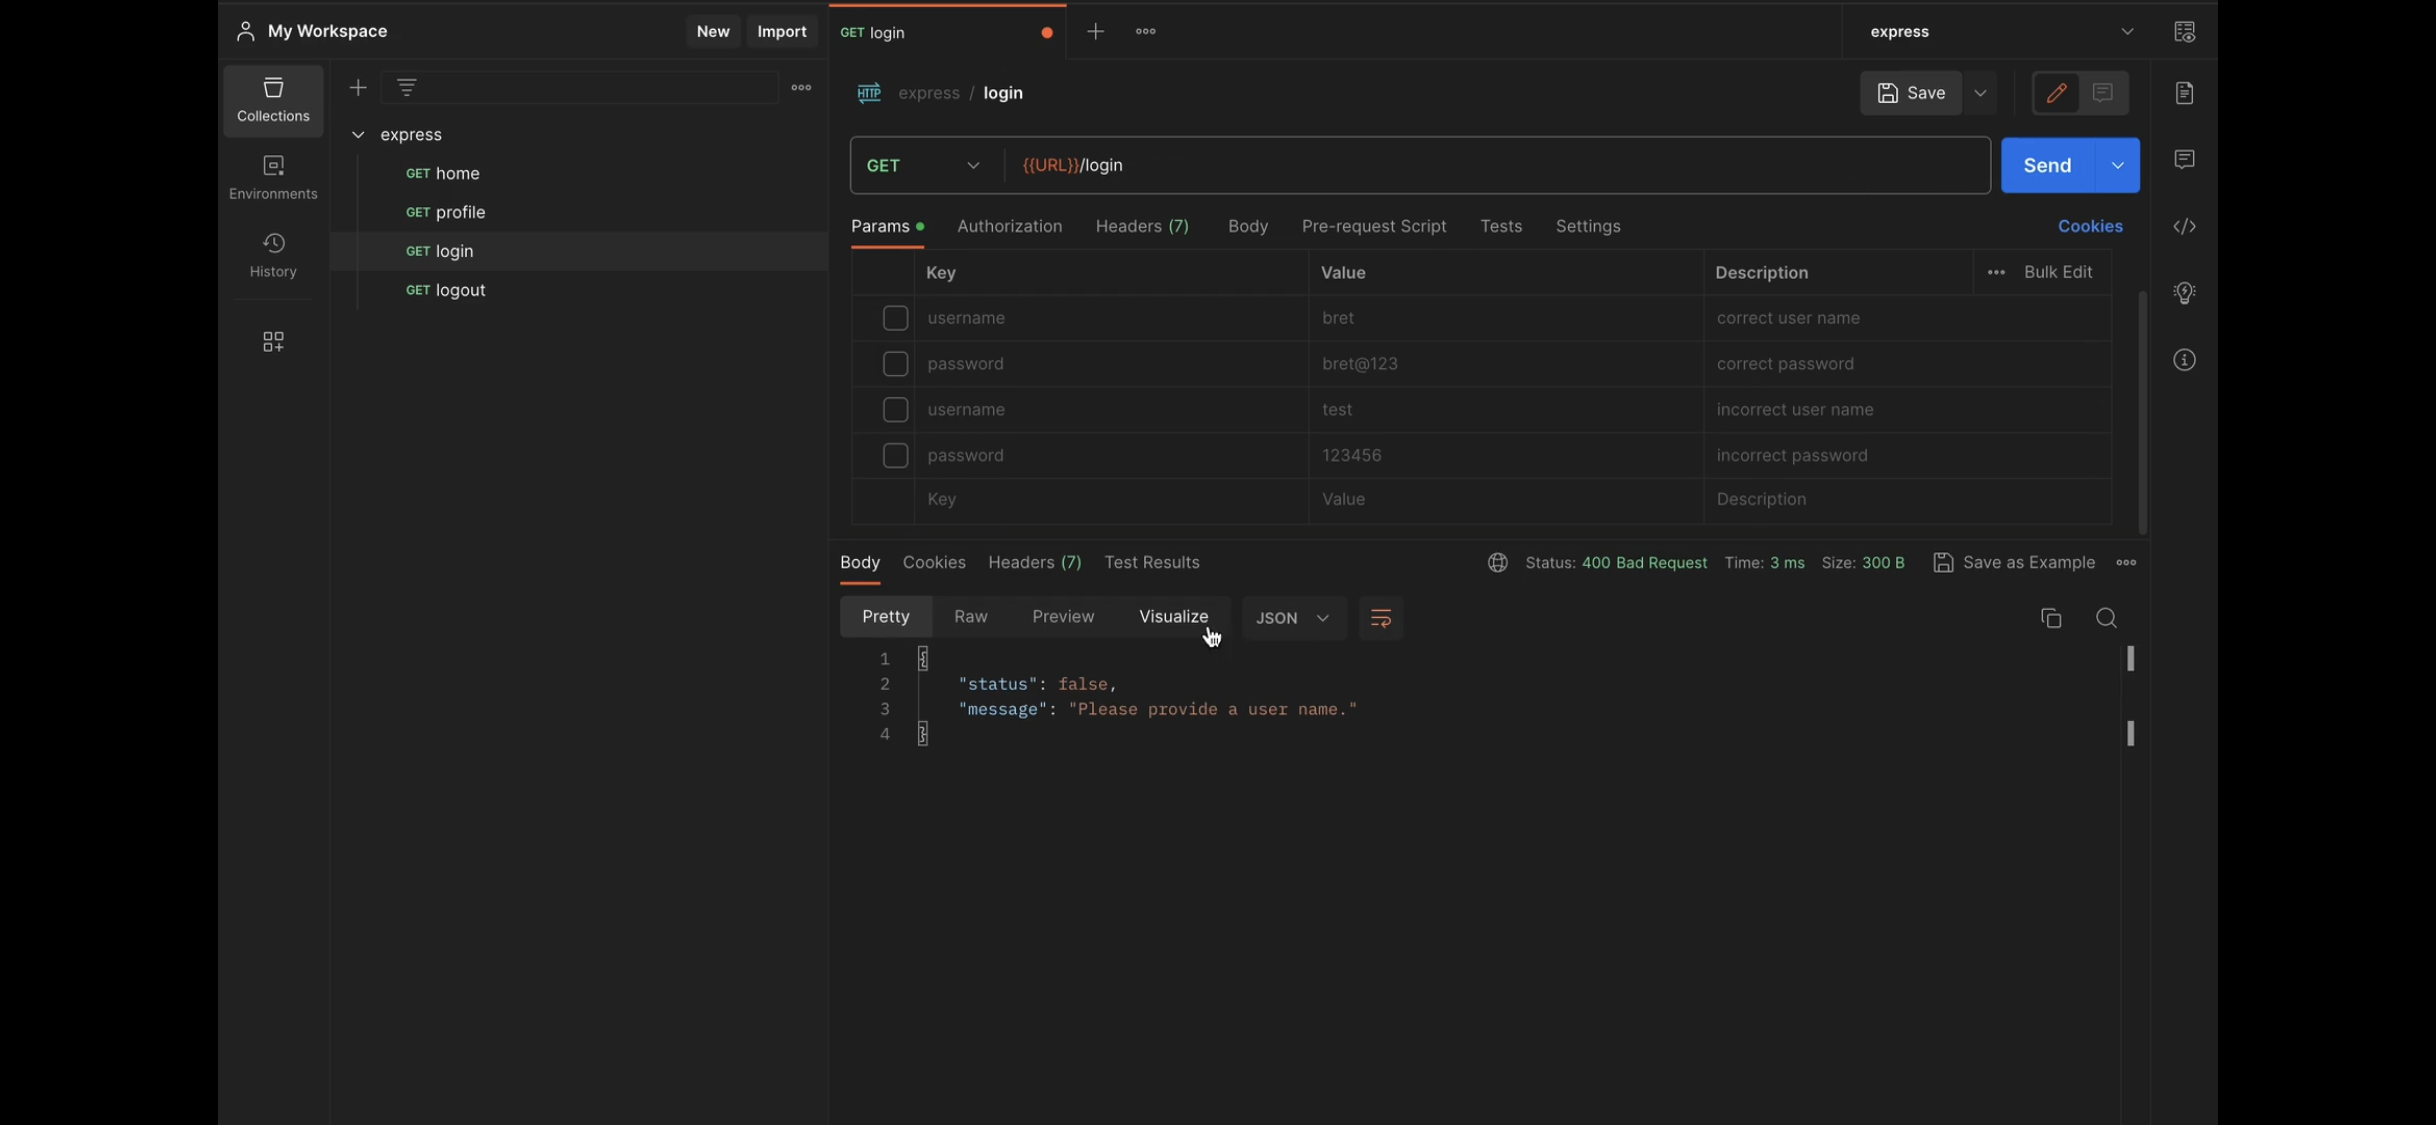 My Workspace
New
Import
GET login
express
Collections
Environments
History
express
GET home
GET profile
GET login
GET logout
HTTP express / login
Save
GET
{{URL}}/login
Send
Params
Authorization
Headers (7)
Body
Pre-request Script
Tests
Settings
Cookies
Key Value Description Bulk Edit
username bret correct user name
password bret@123 correct password
username test incorrect user name
password 123456 incorrect password
Key Value Description
Body Cookies Headers (7) Test Results
Status: 400 Bad Request Time: 3 ms Size: 300 B
Save as Example
Pretty Raw Preview Visualize JSON
1 {
2 "status": false,
3 "message": "Please provide a user name."
4 }